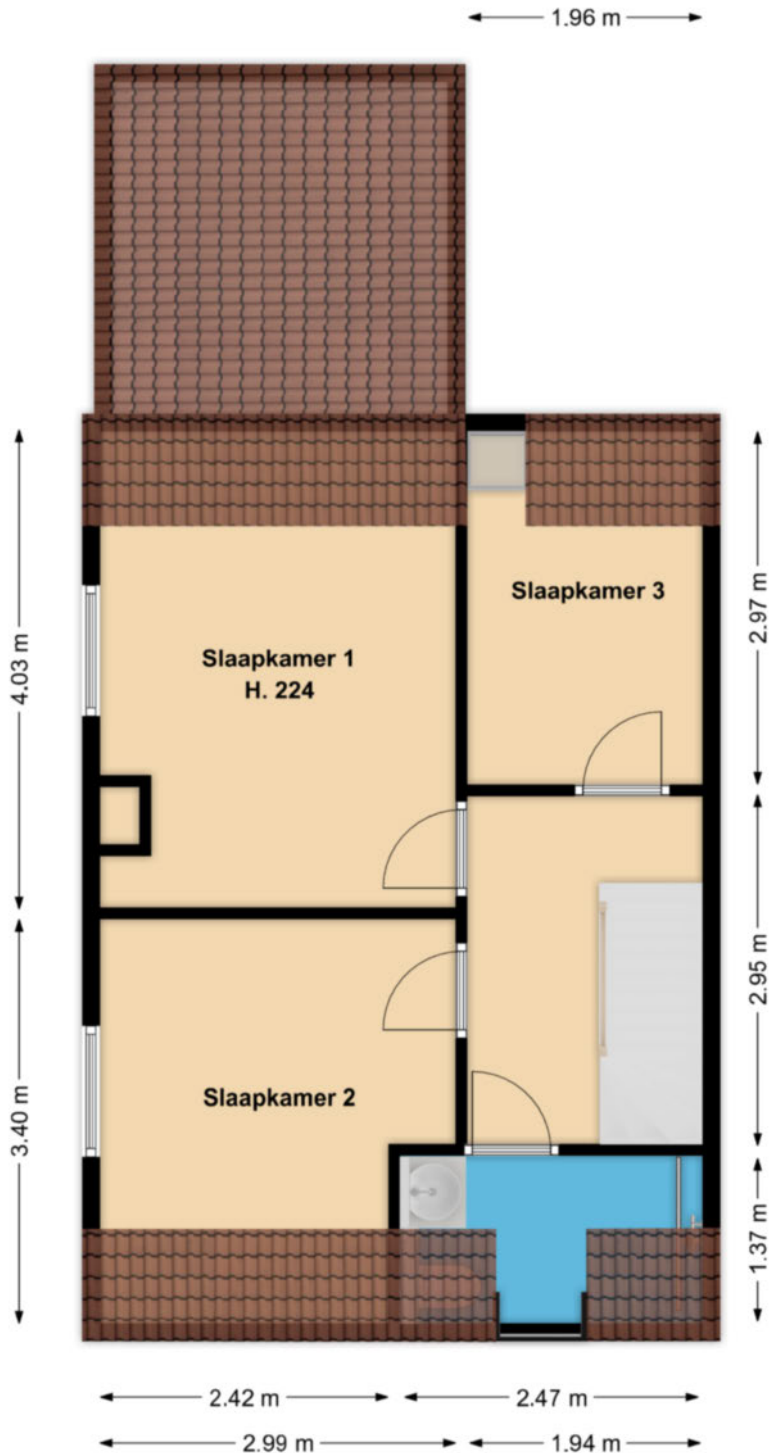 1.96 m
Slaapkamer 3
2.97 m
4.03 m
Slaapkamer 1
H. 224
2.95 m
3.40 m
Slaapkamer 2
1.37 m
2.42 m
2.47 m
2.99 m
1.94 m